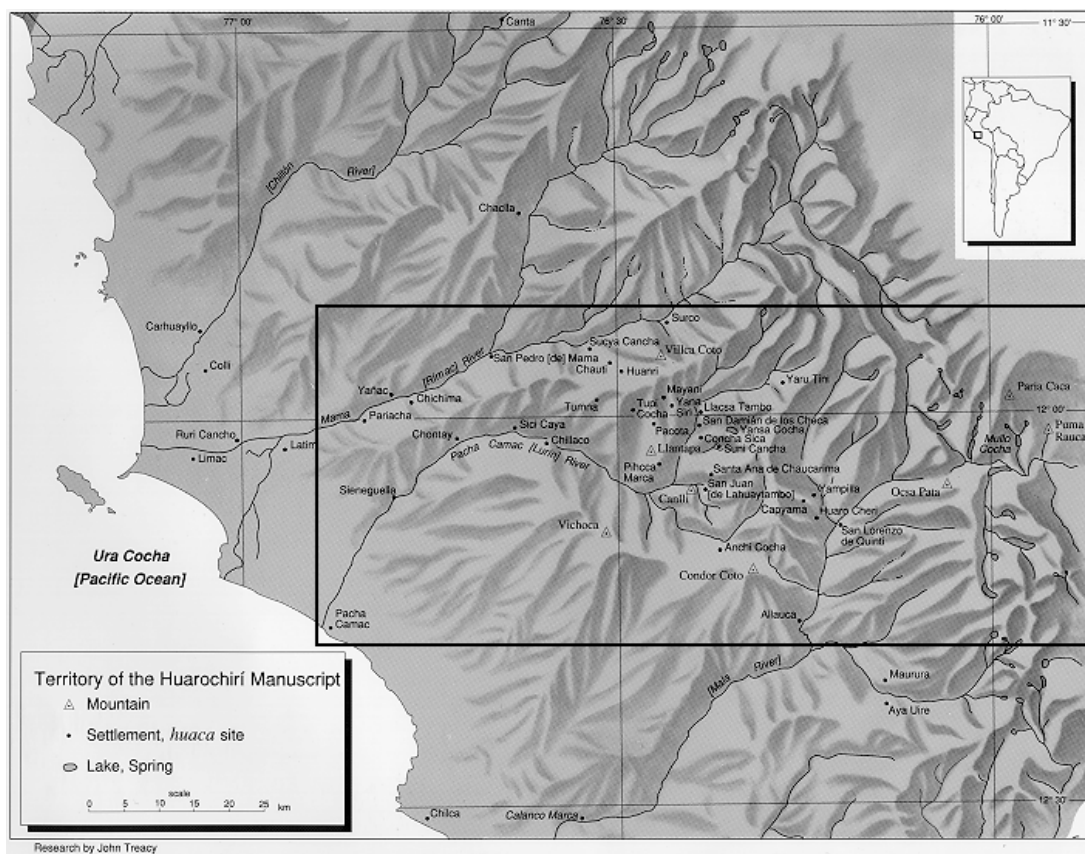 77° 00'
76° 30'
76° 00'
11° 30'
Canta
[Chillón River]
Chaclla
Carhuayllo
Colli
Surco
Sucya Cancha
Villca Coto
San Pedro [de] Mama
Chauti
Huanri
[Rimac] River
Yañac
Chichima
Mayani
Yaru Tini
Paria Caca
Tumna
Tupi Cocha
Yana Siri
Llacsa Tambo
12° 00'
Mama
Pariacha
San Damián de los Checa
Puma Rauca
Sici Caya
Pacota
Yansa Cocha
Mullo Cocha
Ruri Cancho
Latim
Chontay
Chillaco
Concha Sica
Suni Cancha
Limac
Pacha Camac [Lurín] River
Llantapa
Pihcca Marca
Santa Ana de Chaucarima
Sieneguella
Canlli
San Juan [de Lahuaytambo]
Yampilla
Ocsa Pata
Capyama
Huaro Cheri
Vichoca
San Lorenzo de Quinti
Ura Cocha
[Pacific Ocean]
Anchi Cocha
Condor Coto
Pacha Camac
Allauca
[Mala River]
Maurura
Aya Uire
Territory of the Huarochirí Manuscript
Mountain
Settlement, huaca site
Lake, Spring
scale
0 5 10 15 20 25 km
Chilca
Calanco Marca
12° 30'
Research by John Treacy